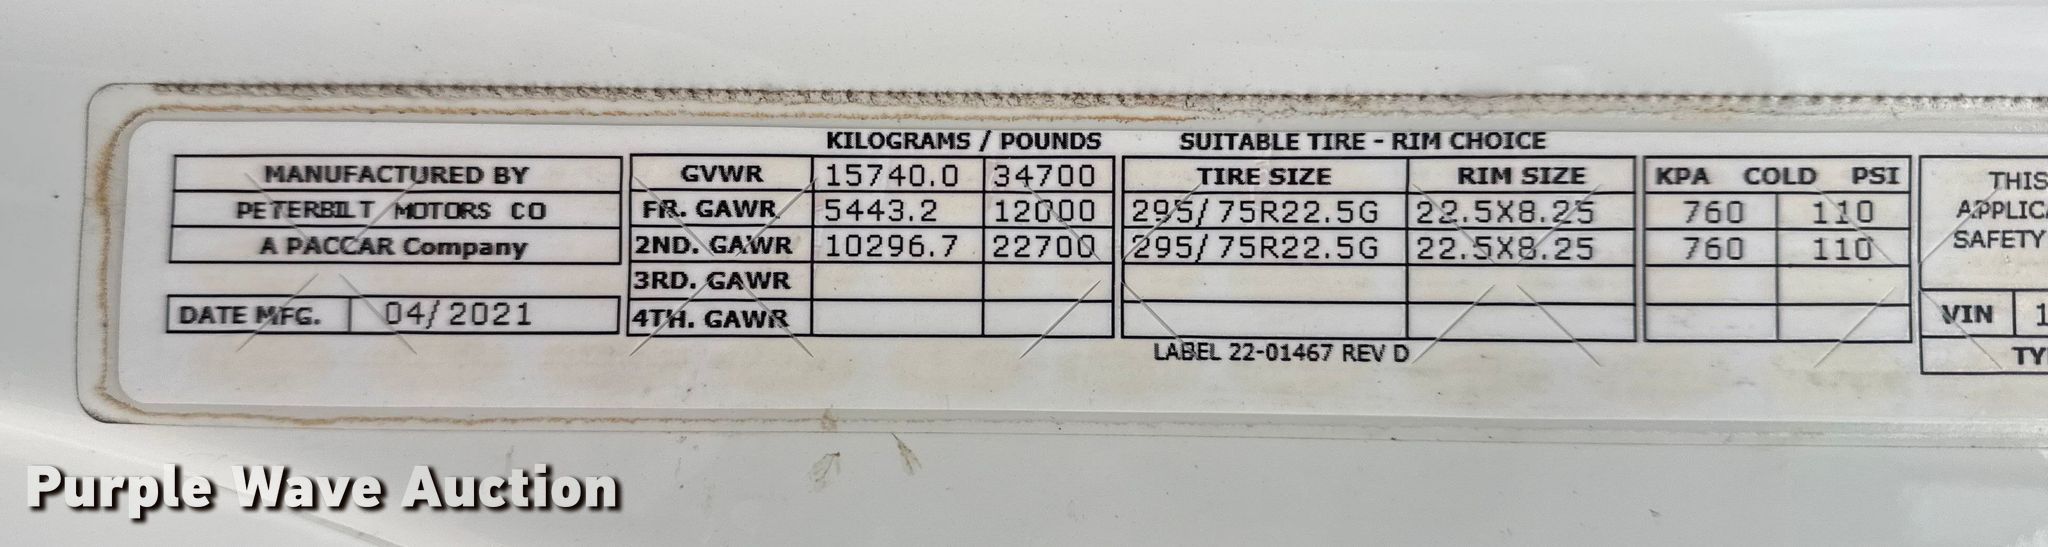 KILOGRAMS / POUNDS SUITABLE TIRE - RIM CHOICE
MANUFACTURED BY GVWR 15740.0 34700 TIRE SIZE RIM SIZE KPA COLD PSI THIS
PETERBILT MOTORS CO FR. GAWR 5443.2 12000 295/75R22.5G 22.5X8.25 760 110 APPLICA
A PACCAR Company 2ND. GAWR 10296.7 22700 295/75R22.5G 22.5X8.25 760 110 SAFETY
3RD. GAWR
DATE MFG. 04/2021 4TH. GAWR VIN 1
LABEL 22-01467 REV D TY
Purple Wave Auction